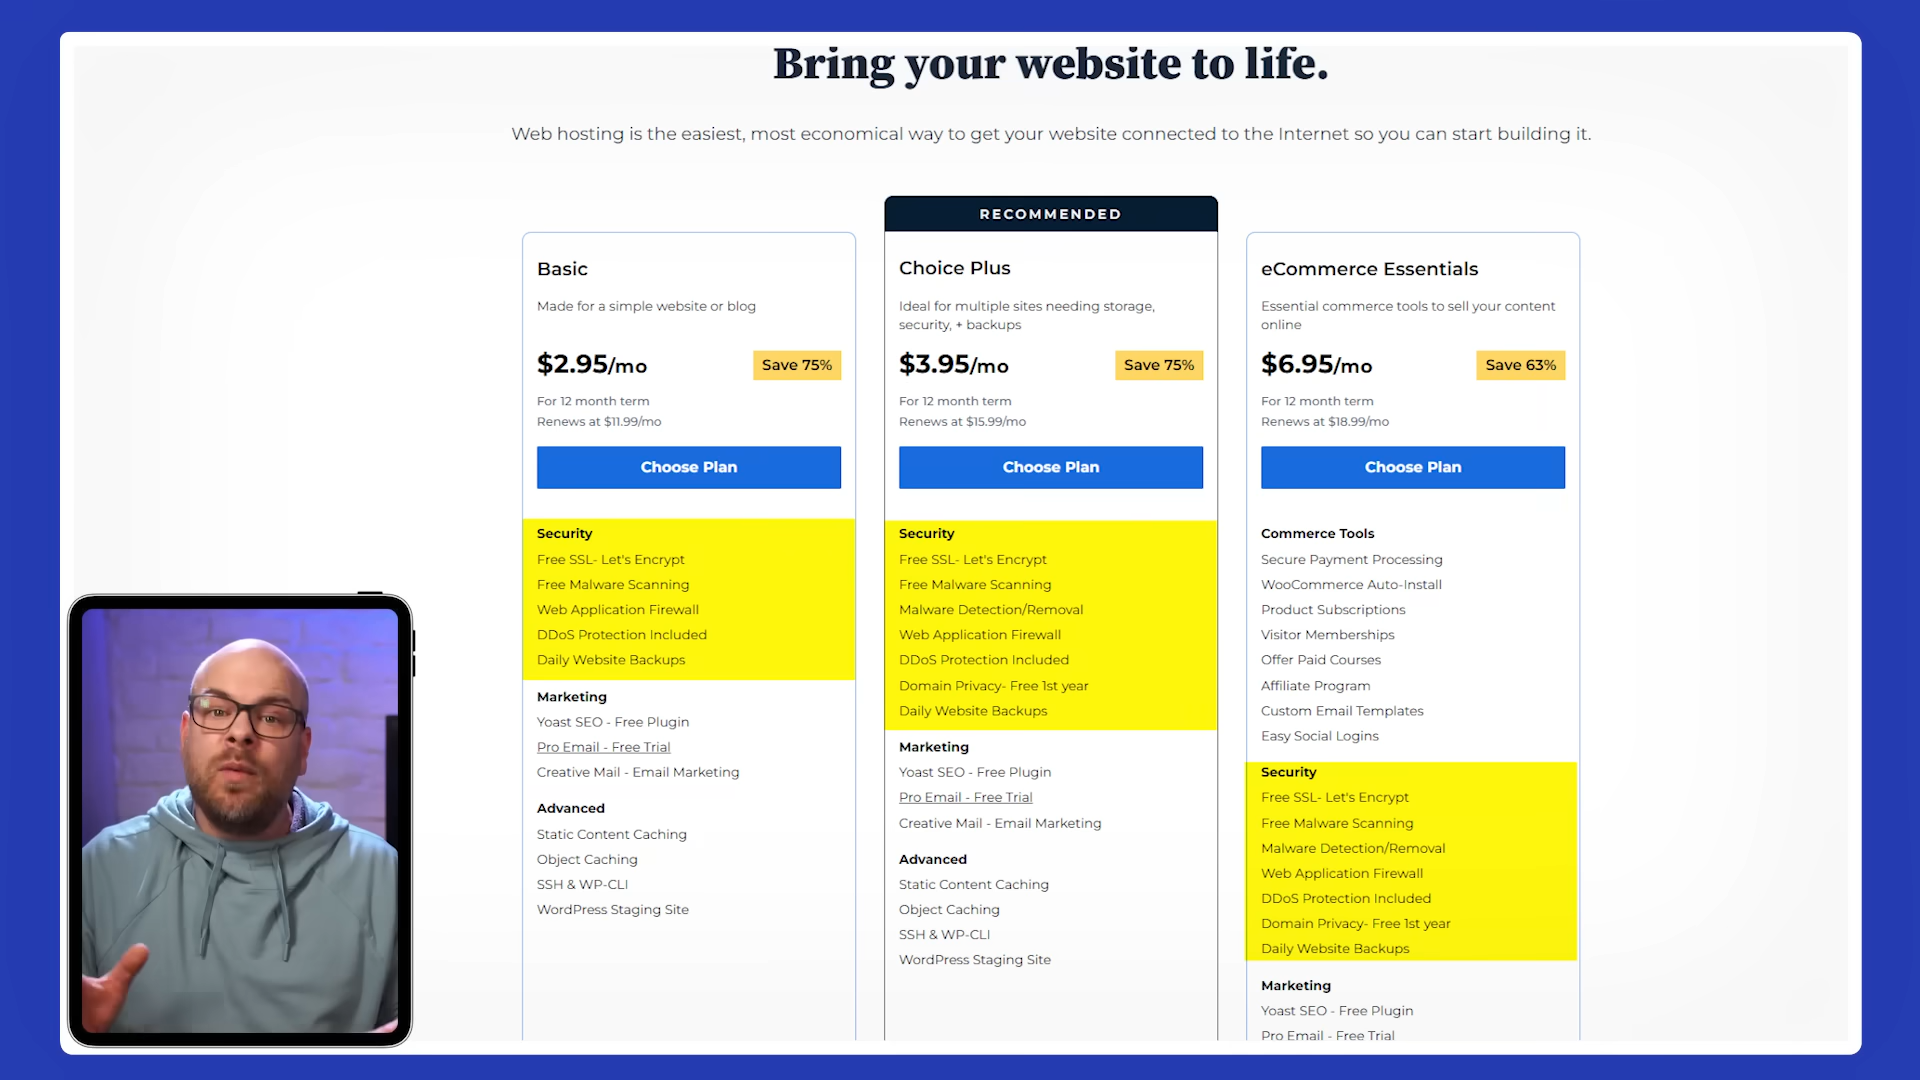 Bring your website to life.
Web hosting is the easiest, most economical way to get your website connected to the Internet so you can start building it.
Basic
Made for a simple website or blog
$2.95/mo
Save 75%
For 12 month term
Renews at $11.99/mo
Choose Plan
Security
Free SSL- Let's Encrypt
Free Malware Scanning
Web Application Firewall
DDoS Protection Included
Daily Website Backups
Marketing
Yoast SEO - Free Plugin
Pro Email - Free Trial
Creative Mail - Email Marketing
Advanced
Static Content Caching
Object Caching
SSH & WP-CLI
WordPress Staging Site
RECOMMENDED
Choice Plus
Ideal for multiple sites needing storage,
security, + backups
$3.95/mo
Save 75%
For 12 month term
Renews at $15.99/mo
Choose Plan
Security
Free SSL- Let's Encrypt
Free Malware Scanning
Malware Detection/Removal
Web Application Firewall
DDoS Protection Included
Domain Privacy- Free 1st year
Daily Website Backups
Marketing
Yoast SEO - Free Plugin
Pro Email - Free Trial
Creative Mail - Email Marketing
Advanced
Static Content Caching
Object Caching
SSH & WP-CLI
WordPress Staging Site
eCommerce Essentials
Essential commerce tools to sell your content
online
$6.95/mo
Save 63%
For 12 month term
Renews at $18.99/mo
Choose Plan
Commerce Tools
Secure Payment Processing
WooCommerce Auto-Install
Product Subscriptions
Visitor Memberships
Offer Paid Courses
Affiliate Program
Custom Email Templates
Easy Social Logins
Security
Free SSL- Let's Encrypt
Free Malware Scanning
Malware Detection/Removal
Web Application Firewall
DDoS Protection Included
Domain Privacy- Free 1st year
Daily Website Backups
Marketing
Yoast SEO - Free Plugin
Pro Email - Free Trial